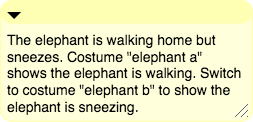 The elephant is walking home but
sneezes. Costume "elephant a"
shows the elephant is walking. Switch
to costume "elephant b" to show the
elephant is sneezing.